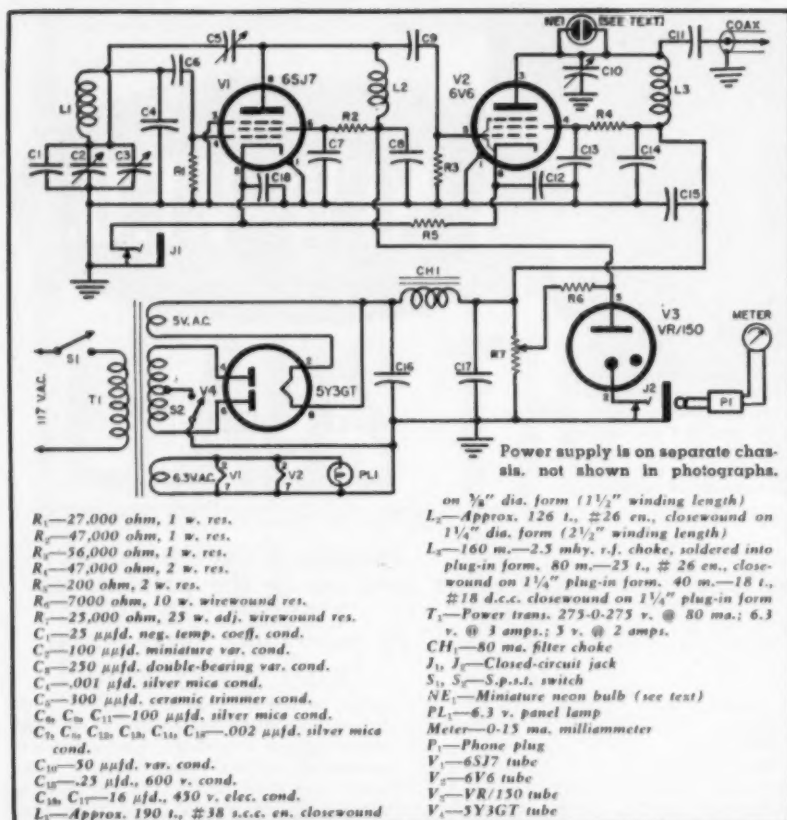 NE1 (SEE TEXT)
C11
COAX
C5
C9
C6
V1
6SJ7
V2
6V6
C10
L1
L2
L3
C4
R2
R4
C1
C2
C3
R1
C7
C8
R3
C13
C14
C18
C12
C15
R5
J1
CH1
R6
V3
VR/150
METER
5V. A.C.
S1
117 V.A.C.
T1
S2
V4
5Y3GT
C16
C17
R7
J2
P1
6.3V.A.C.
V1
V2
PL1
Power supply is on separate chas-
sis. not shown in photographs.
R1—27,000 ohm, 1 w. res.
R2—47,000 ohm, 1 w. res.
R3—56,000 ohm, 1 w. res.
R4—47,000 ohm, 2 w. res.
R5—200 ohm, 2 w. res.
R6—7000 ohm, 10 w. wirewound res.
R7—25,000 ohm, 25 w. adj. wirewound res.
C1—25 μμfd. neg. temp. coeff. cond.
C2—100 μμfd. miniature var. cond.
C3—250 μμfd. double-bearing var. cond.
C4—.001 μfd. silver mica cond.
C5—300 μμfd. ceramic trimmer cond.
C6, C9, C11—100 μμfd. silver mica cond.
C7, C8, C12, C13, C14, C18—.002 μμfd. silver mica
cond.
C10—50 μμfd. var. cond.
C15—.25 μfd., 600 v. cond.
C16, C17—16 μfd., 450 v. elec. cond.
L1—Approx. 190 t., #38 s.c.c. en. closewound
on ⅜" dia. form (1½" winding length)
L2—Approx. 126 t., #26 en., closewound on
1¼" dia. form (2½" winding length)
L3—160 m.—2.5 mhy. r.f. choke, soldered into
plug-in form. 80 m.—25 t., # 26 en., close-
wound on 1¼" plug-in form. 40 m.—18 t.,
#18 d.c.c. closewound on 1¼" plug-in form
T1—Power trans. 275-0-275 v. @ 80 ma.; 6.3
v. @ 3 amps.; 5 v. @ 2 amps.
CH1—80 ma. filter choke
J1, J2—Closed-circuit jack
S1, S2—S.p.s.t. switch
NE1—Miniature neon bulb (see text)
PL1—6.3 v. panel lamp
Meter—0-15 ma. milliammeter
P1—Phone plug
V1—6SJ7 tube
V2—6V6 tube
V3—VR/150 tube
V4—5Y3GT tube